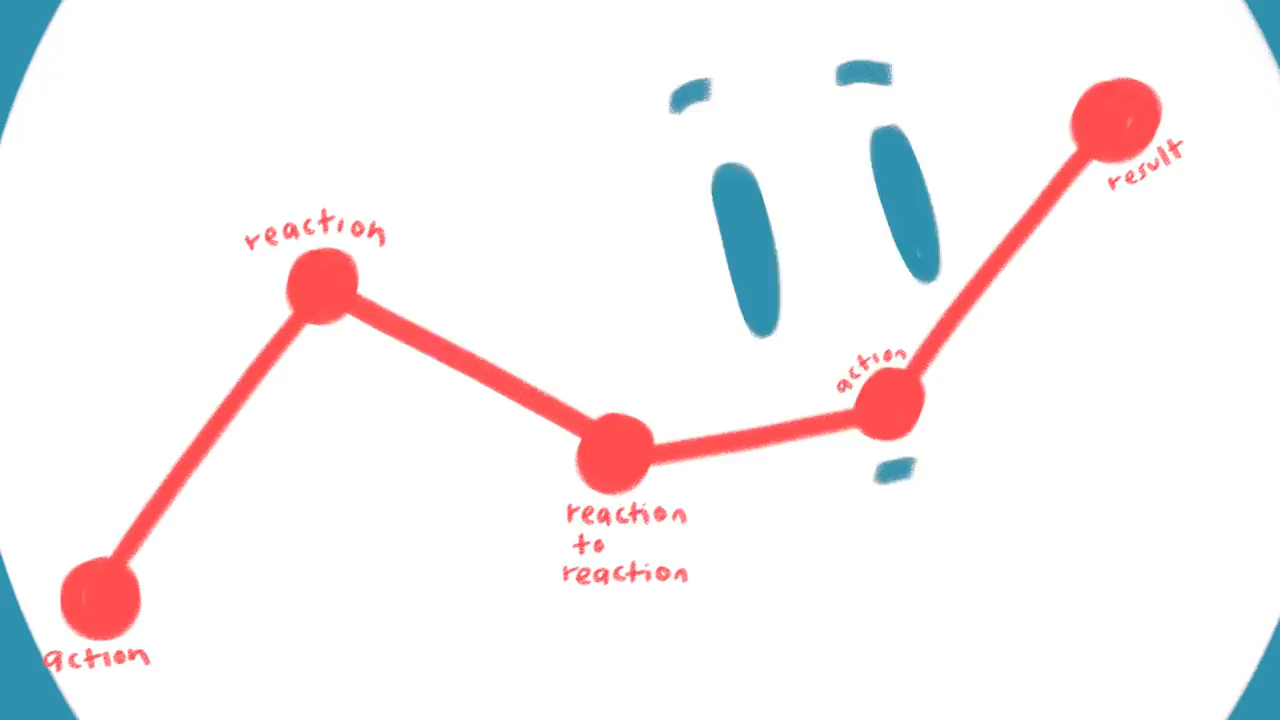 action
reaction
reaction
to
reaction
action
result